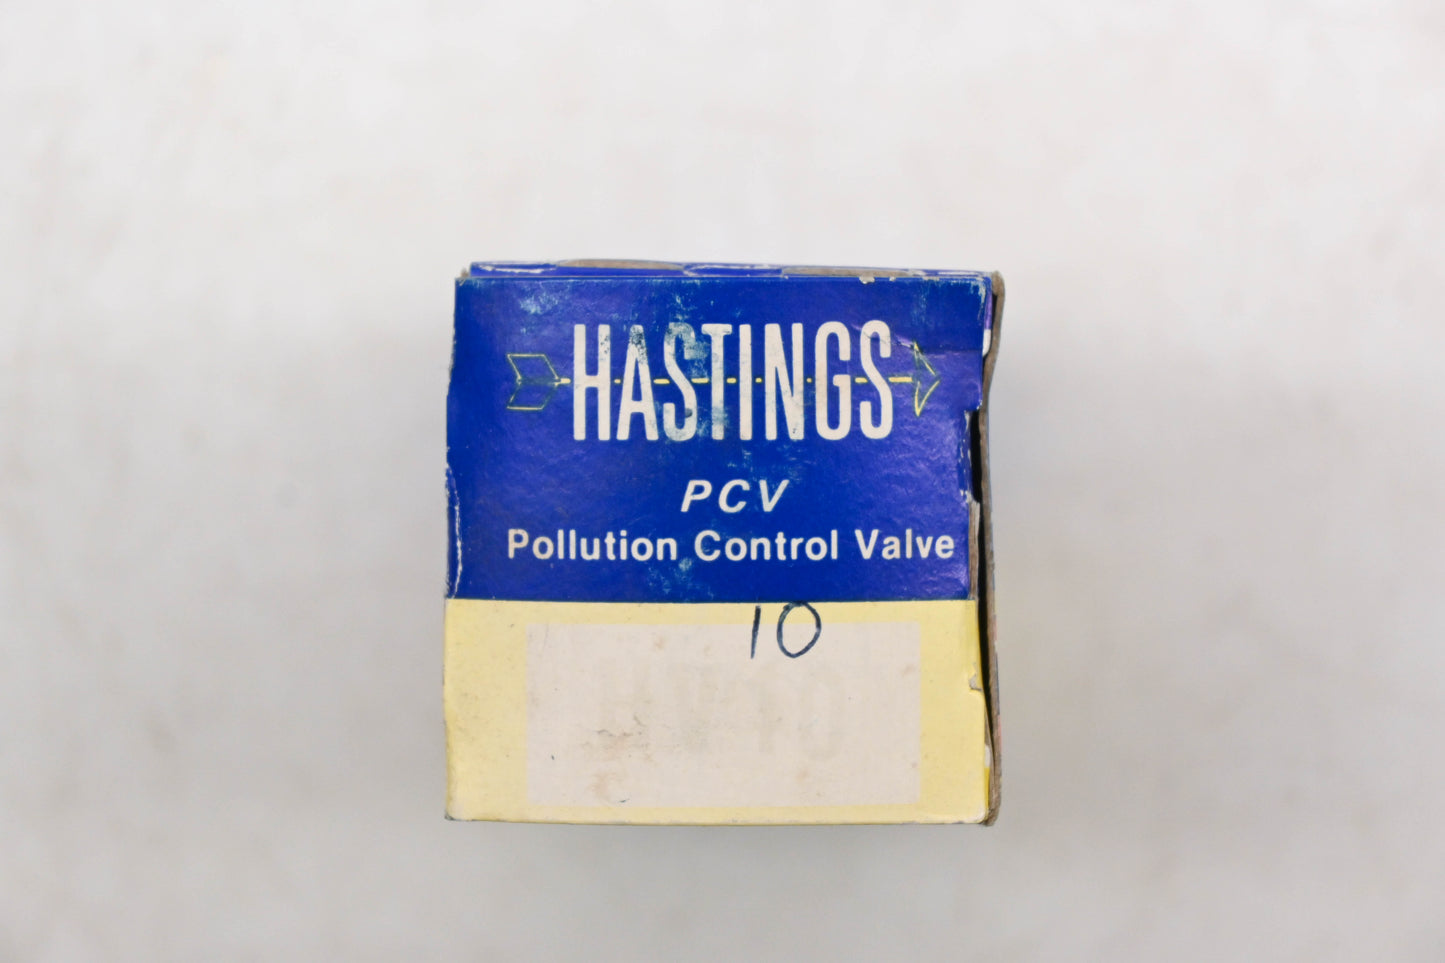 HASTINGS
PCV
Pollution Control Valve
10